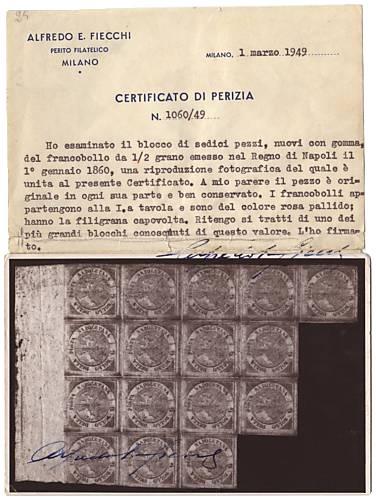 24
ALFREDO E. FIECCHI
PERITO FILATELICO
MILANO
MILANO, 1 marzo 1949
CERTIFICATO DI PERIZIA
N. 1060/49
Ho esaminato il blocco di sedici pezzi, nuovi con gomma,
del francobollo da 1/2 grano emesso nel Regno di Napoli il
1° gennaio 1860, una riproduzione fotografica del quale è
unita al presente Certificato. A mio parere il pezzo è ori-
ginale in ogni sua parte e ben conservato. I francobolli ap-
partengono alla I.a tavola e sono del colore rosa pallido;
hanno la filigrana capovolta. Ritengo si tratti di uno dei
più grandi blocchi conosciuti di questo valore. L'ho firma-
to.